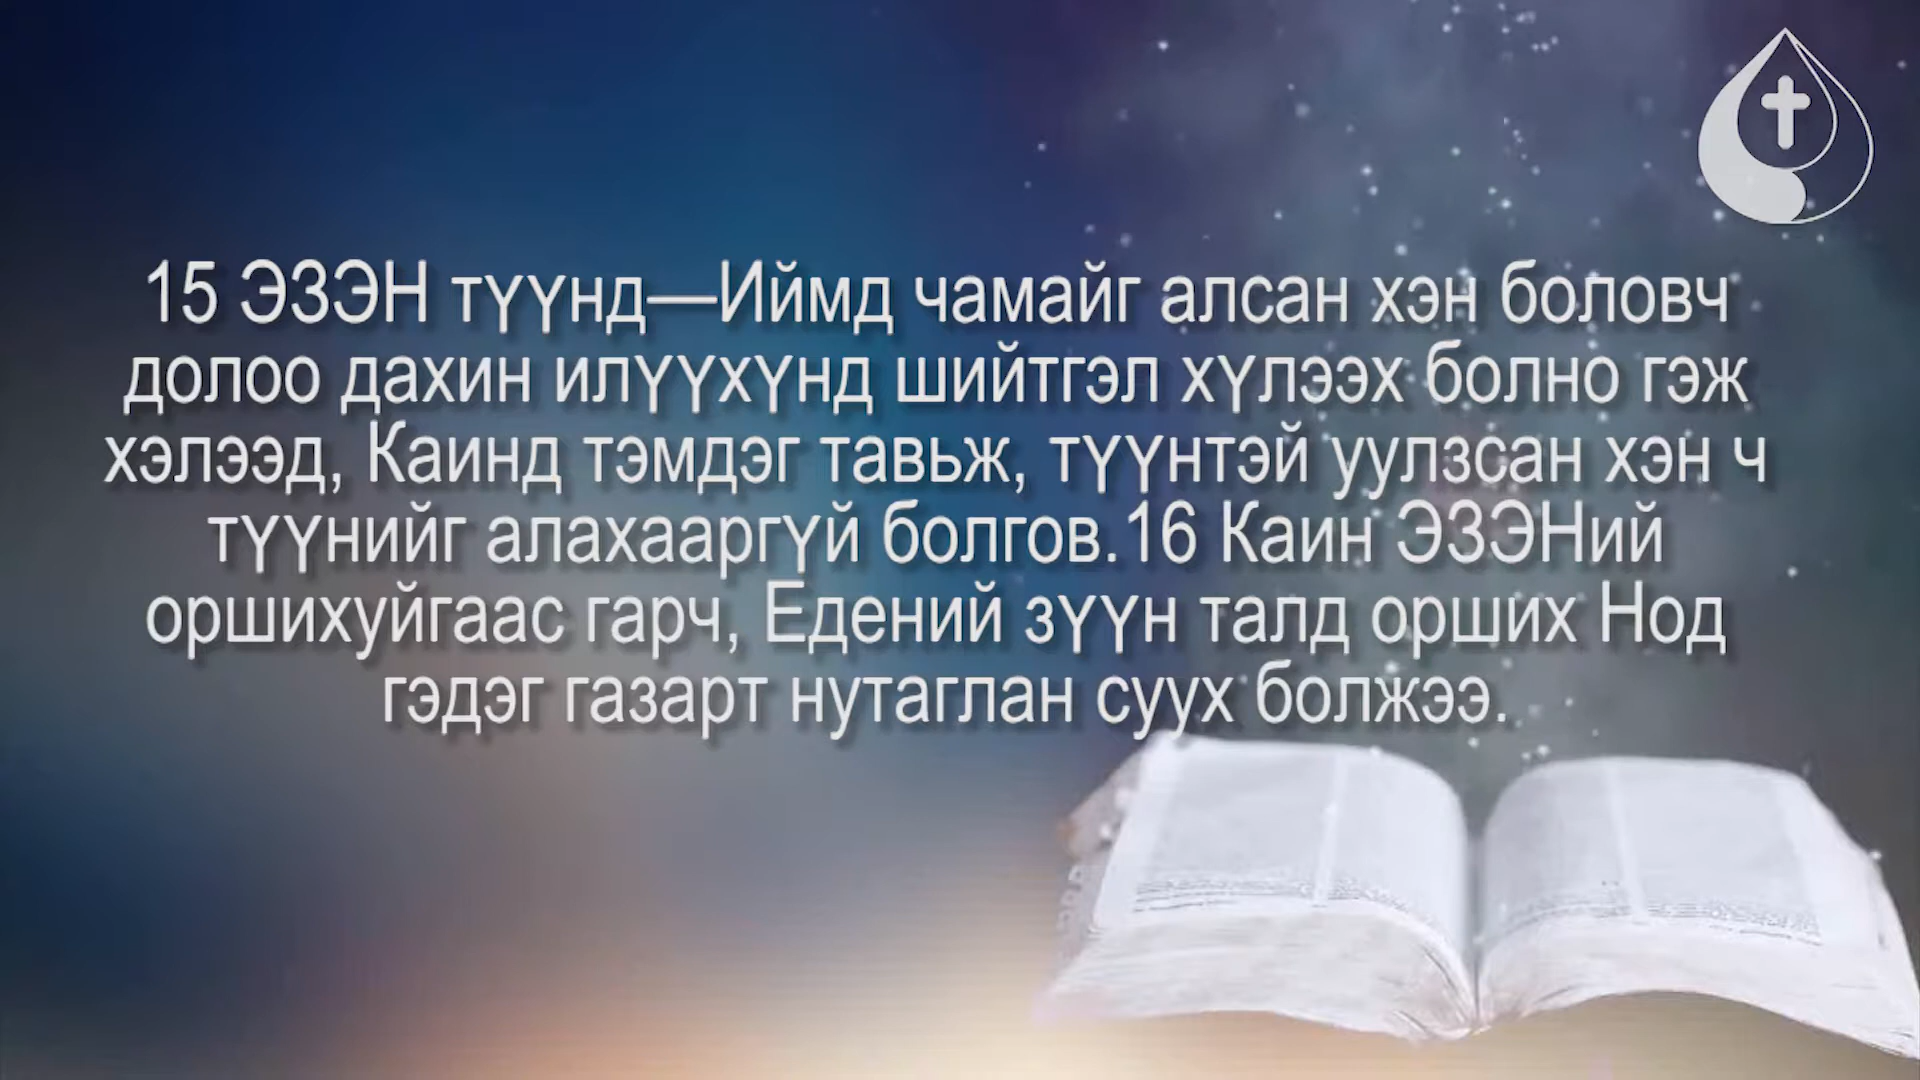 15 ЭЗЭН түүнд—Иймд чамайг алсан хэн боловч
долоо дахин илүүхүнд шийтгэл хүлээх болно гэж
хэлээд, Каинд тэмдэг тавьж, түүнтэй уулзсан хэн ч
түүнийг алахааргүй болгов.16 Каин ЭЗЭНий
оршихуйгаас гарч, Едений зүүн талд орших Нод
гэдэг газарт нутаглан суух болжээ.